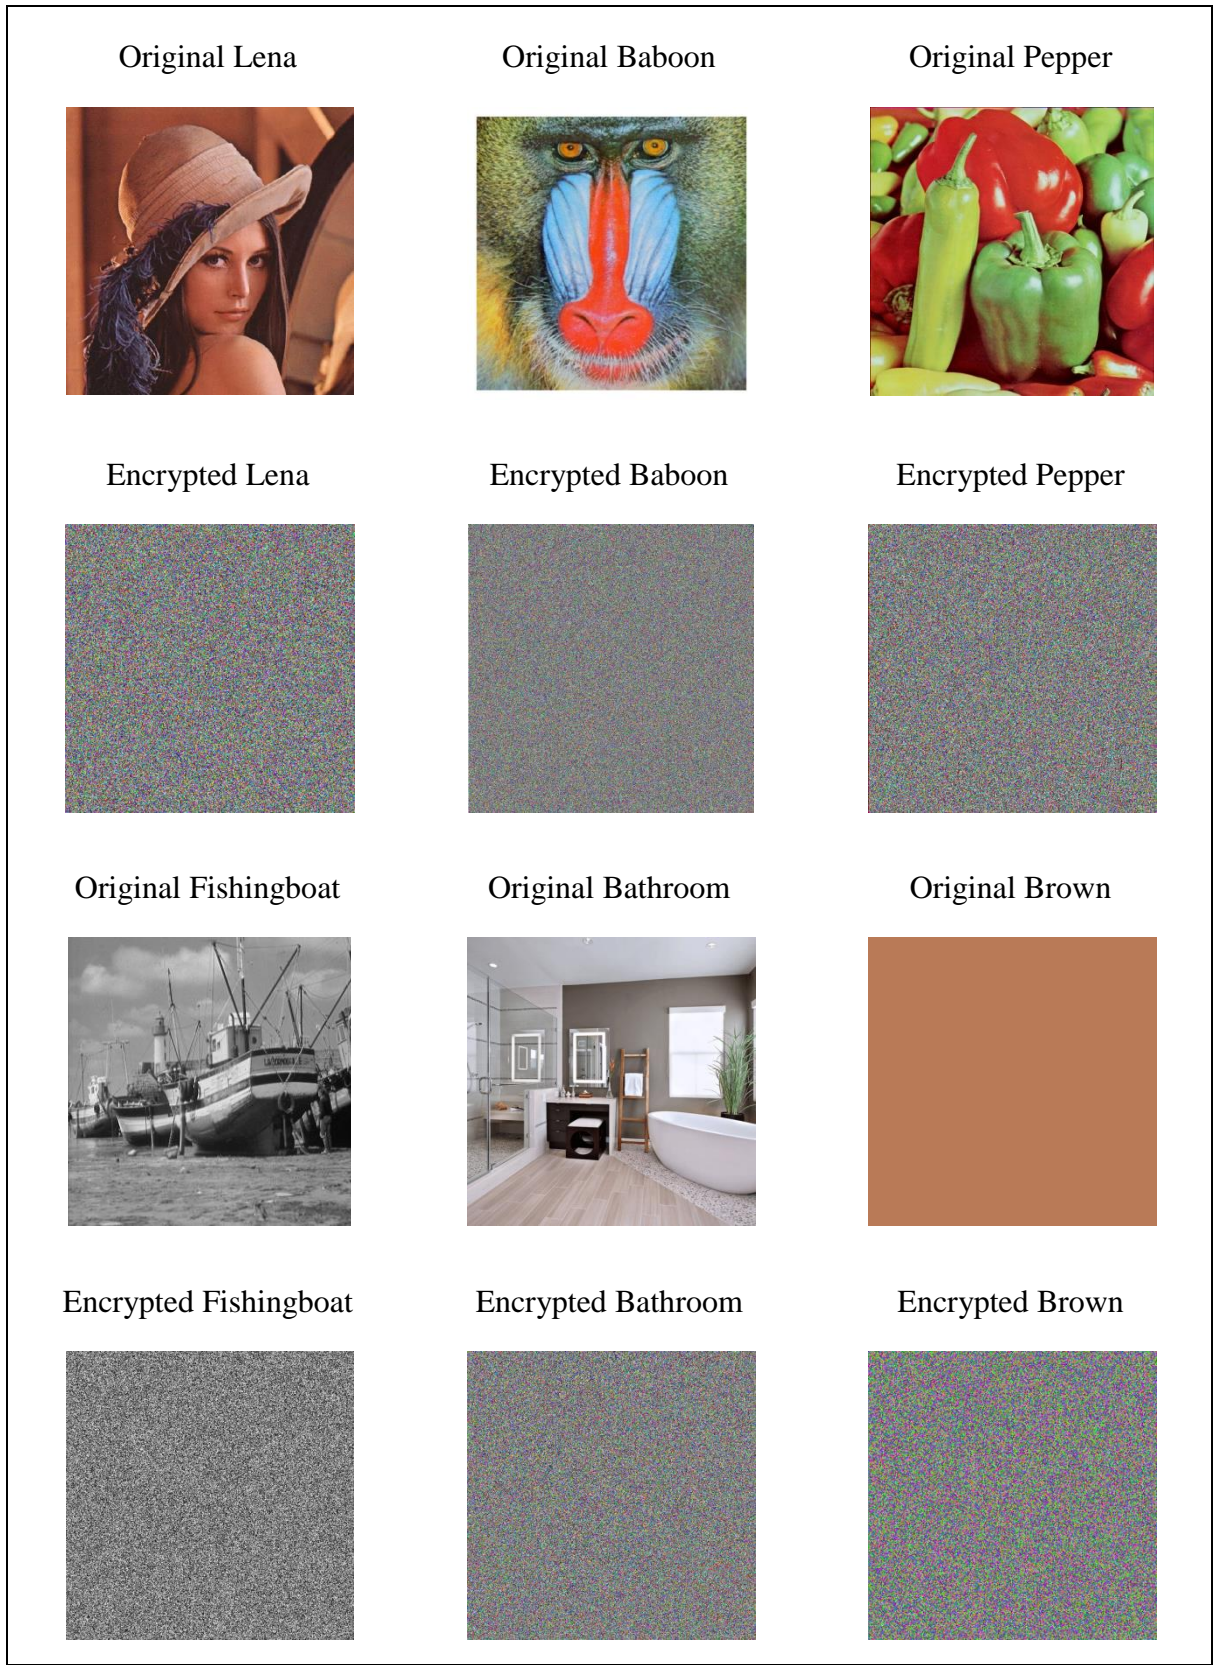 Original Lena
Original Baboon
Original Pepper
Encrypted Lena
Encrypted Baboon
Encrypted Pepper
Original Fishingboat
Original Bathroom
Original Brown
Encrypted Fishingboat
Encrypted Bathroom
Encrypted Brown